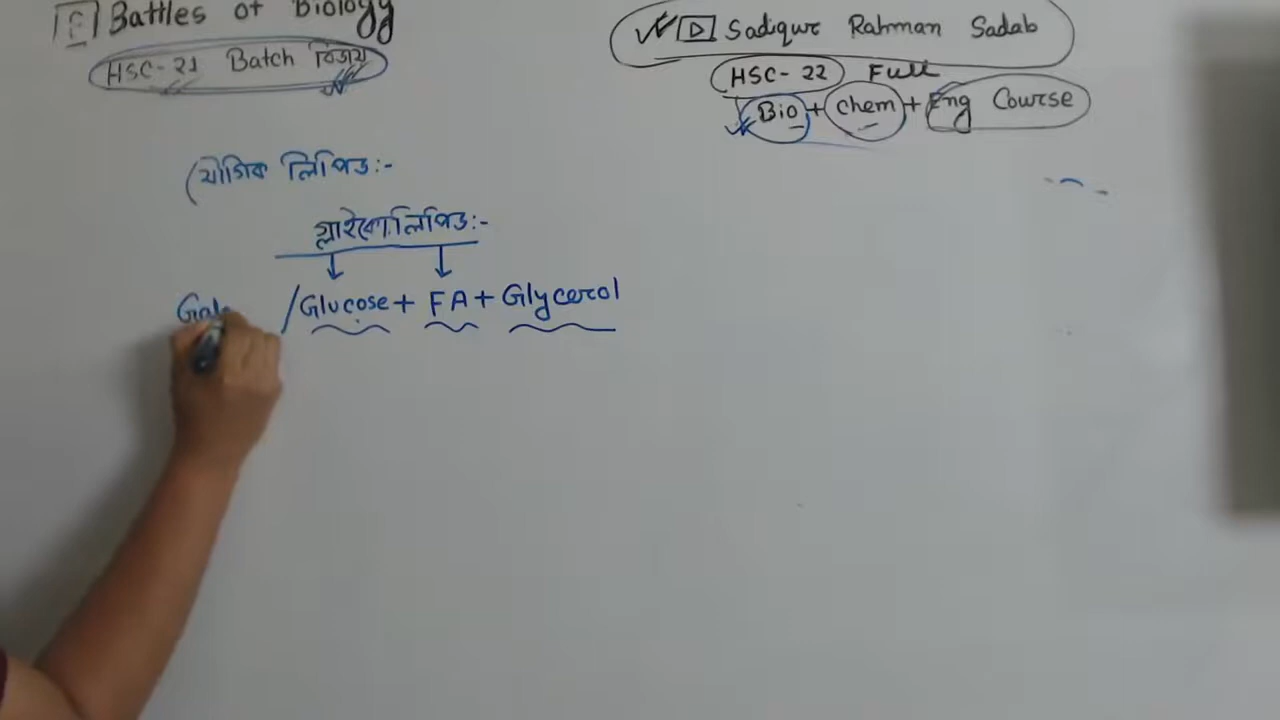 Battles of Biology
HSC-21 Batch বিজয়
Sadiqur Rahman Sadab
HSC-22 Full
Bio + Chem + Eng Course
(যৌগিক লিপিড:-
গ্লাইকোলিপিড:-
Gala /Glucose + FA + Glycerol